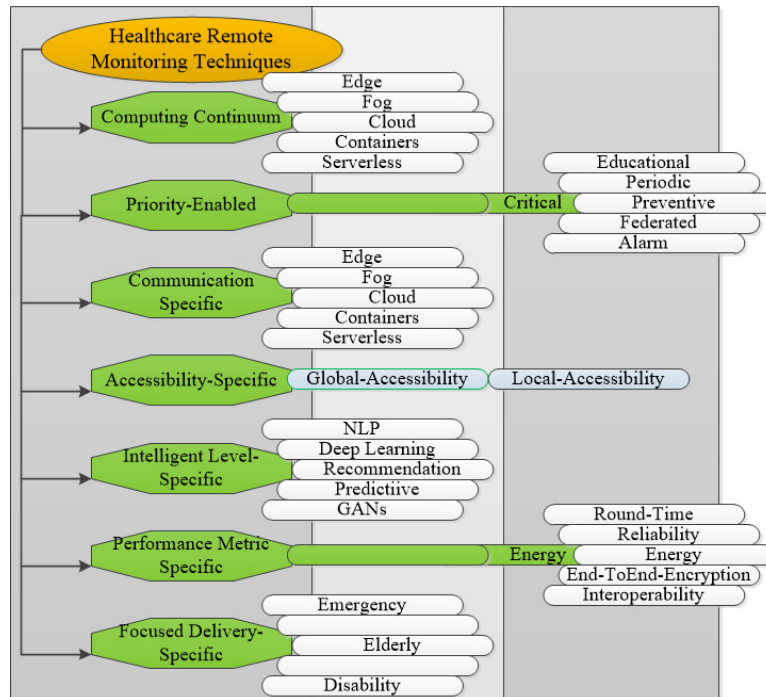 Healthcare Remote
Monitoring Techniques
Computing Continuum
Edge
Fog
Cloud
Containers
Serverless
Priority-Enabled
Critical
Educational
Periodic
Preventive
Federated
Alarm
Communication
Specific
Edge
Fog
Cloud
Containers
Serverless
Accessibility-Specific
Global-Accessibility
Local-Accessibility
Intelligent Level-
Specific
NLP
Deep Learning
Recommendation
Predictiive
GANs
Performance Metric
Specific
Energy
Round-Time
Reliability
Energy
End-ToEnd-Encryption
Interoperability
Focused Delivery-
Specific
Emergency
Elderly
Disability